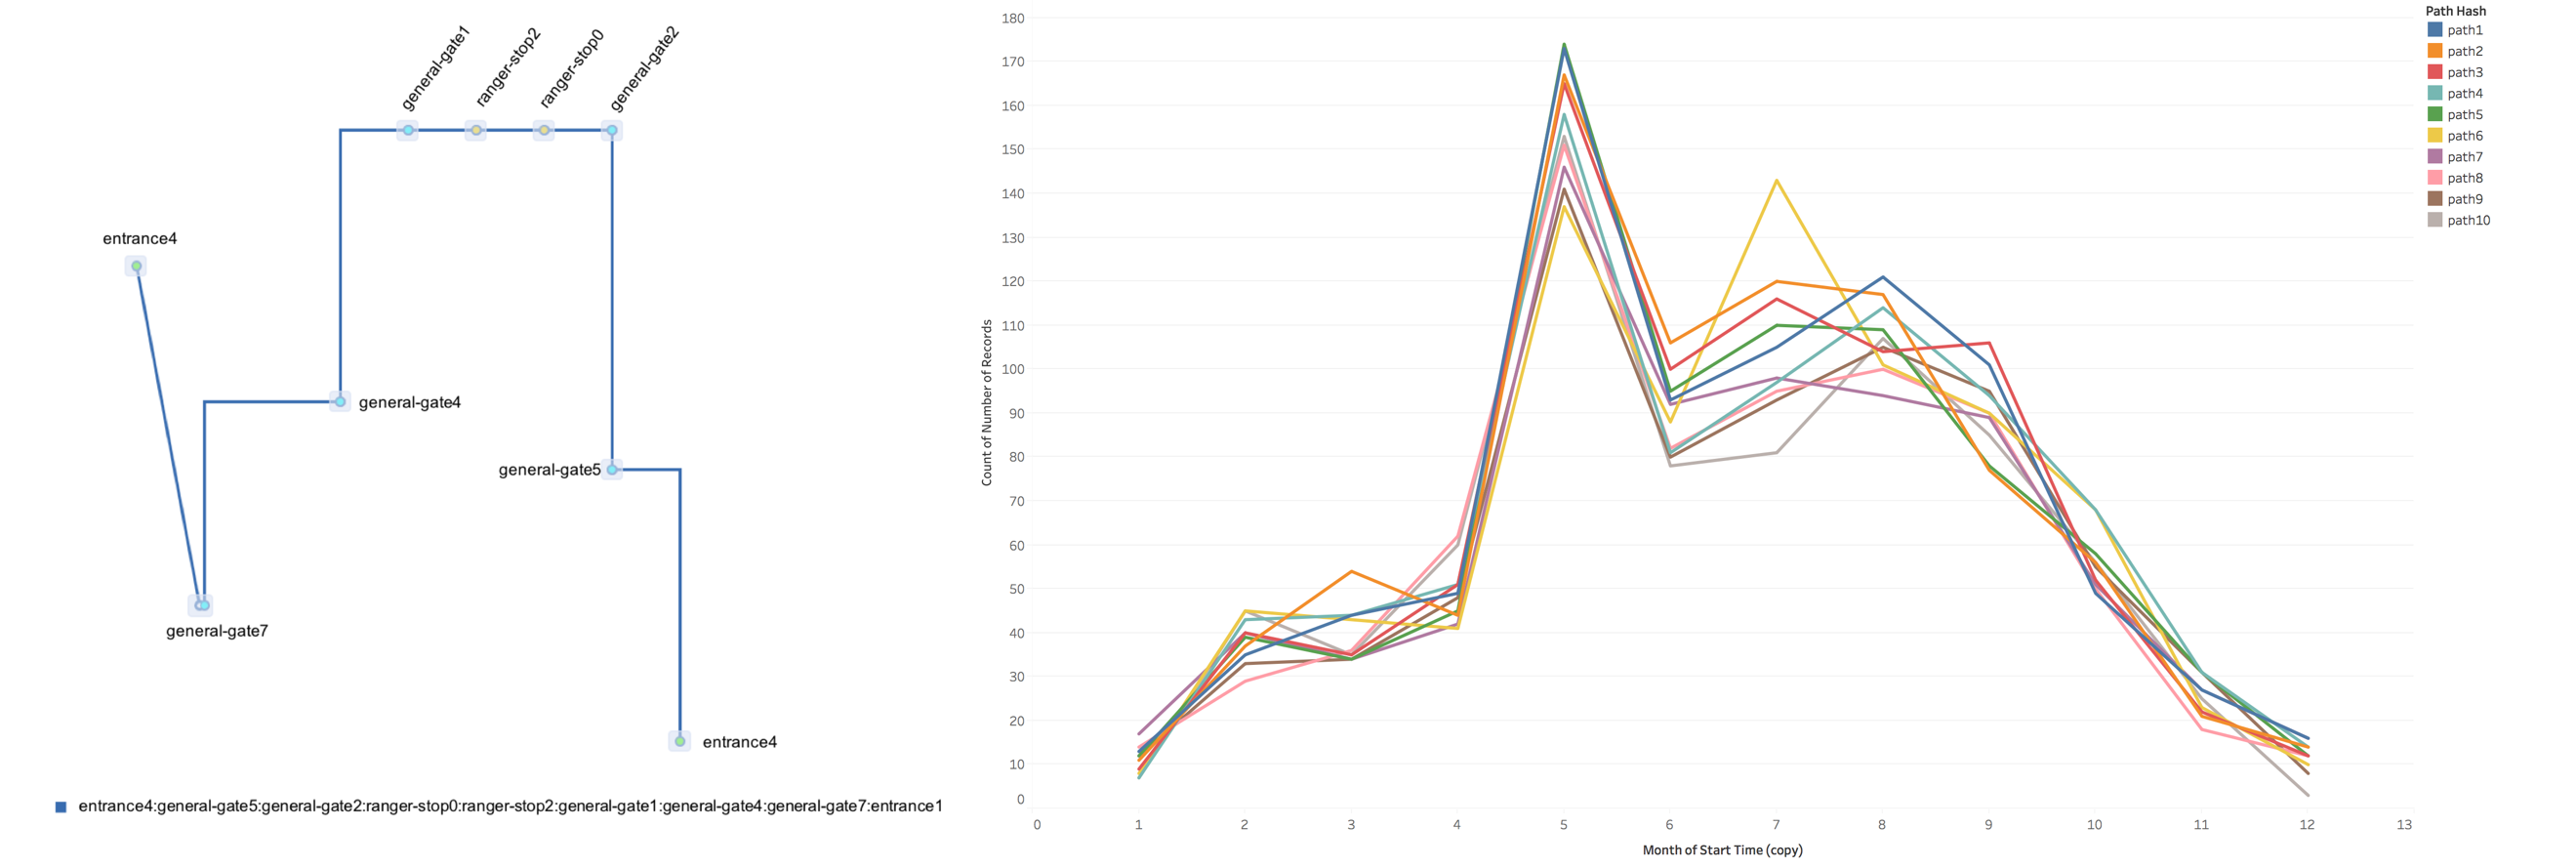 general-gate1
ranger-stop2
ranger-stop0
general-gate2
entrance4
general-gate4
general-gate5
general-gate7
entrance4
entrance4:general-gate5:general-gate2:ranger-stop0:ranger-stop2:general-gate1:general-gate4:general-gate7:entrance1
180
170
160
150
140
130
120
110
100
90
80
70
60
50
40
30
20
10
0
Count of Number of Records
0 1 2 3 4 5 6 7 8 9 10 11 12 13
Month of Start Time (copy)
Path Hash
path1
path2
path3
path4
path5
path6
path7
path8
path9
path10